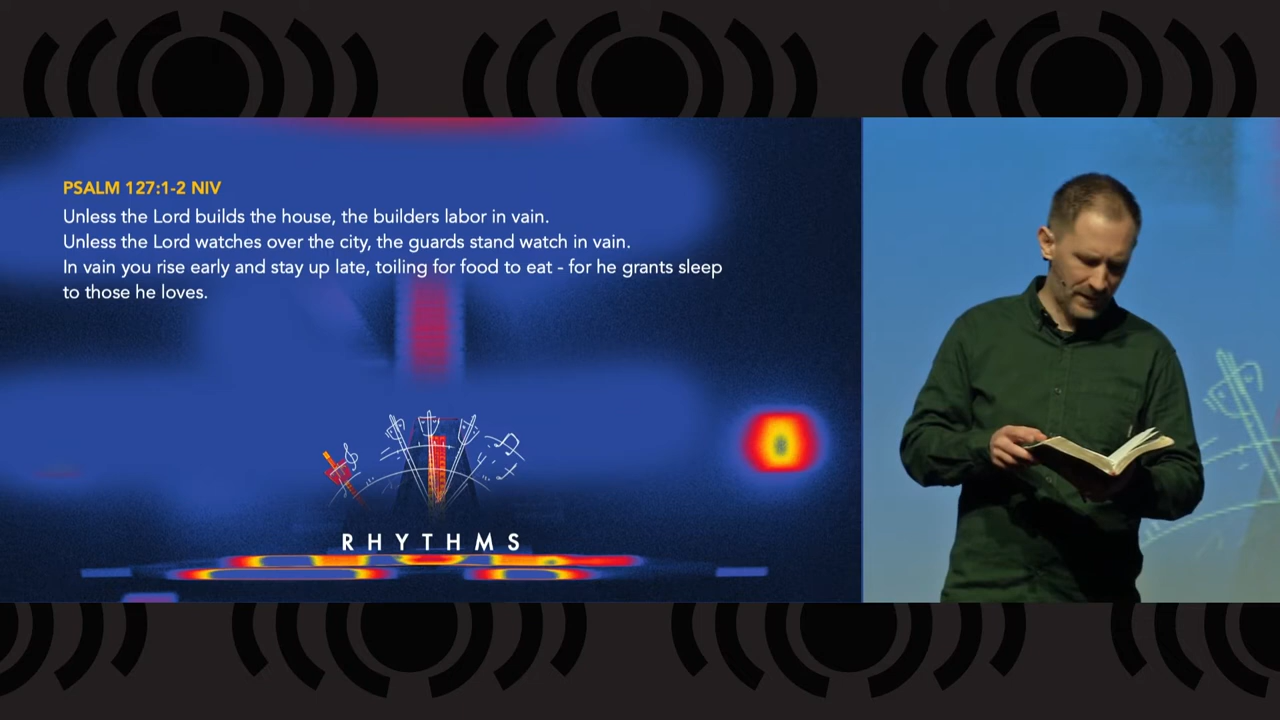 PSALM 127:1-2 NIV
Unless the Lord builds the house, the builders labor in vain.
Unless the Lord watches over the city, the guards stand watch in vain.
In vain you rise early and stay up late, toiling for food to eat - for he grants sleep
to those he loves.
RHYTHMS